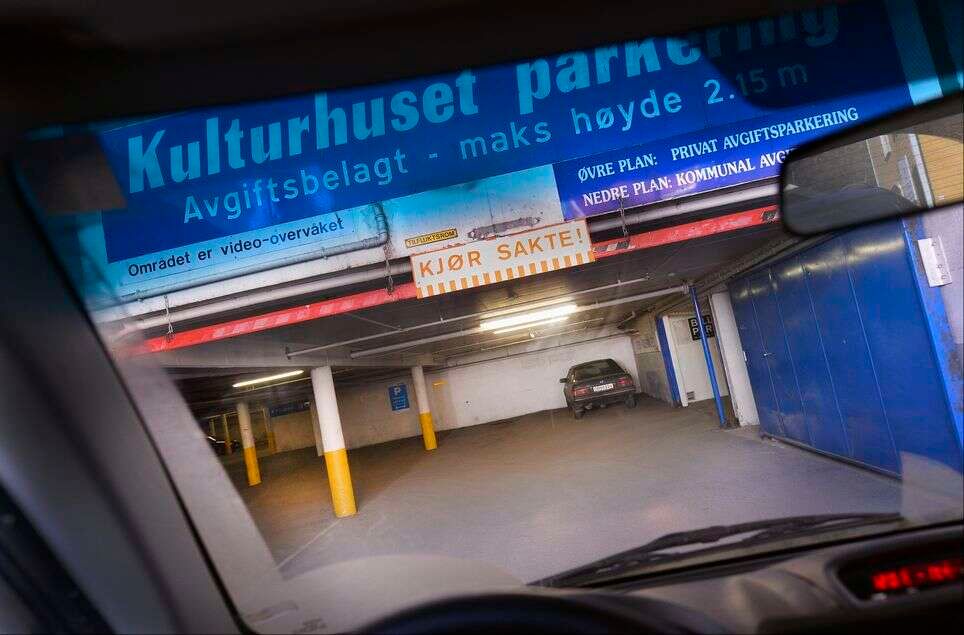 Kulturhuset parkering
Avgiftsbelagt - maks høyde 2.15 m
ØVRE PLAN: PRIVAT AVGIFTSPARKERING
NEDRE PLAN: KOMMUNAL
Området er video-overvåket
KJØR SAKTE!
P